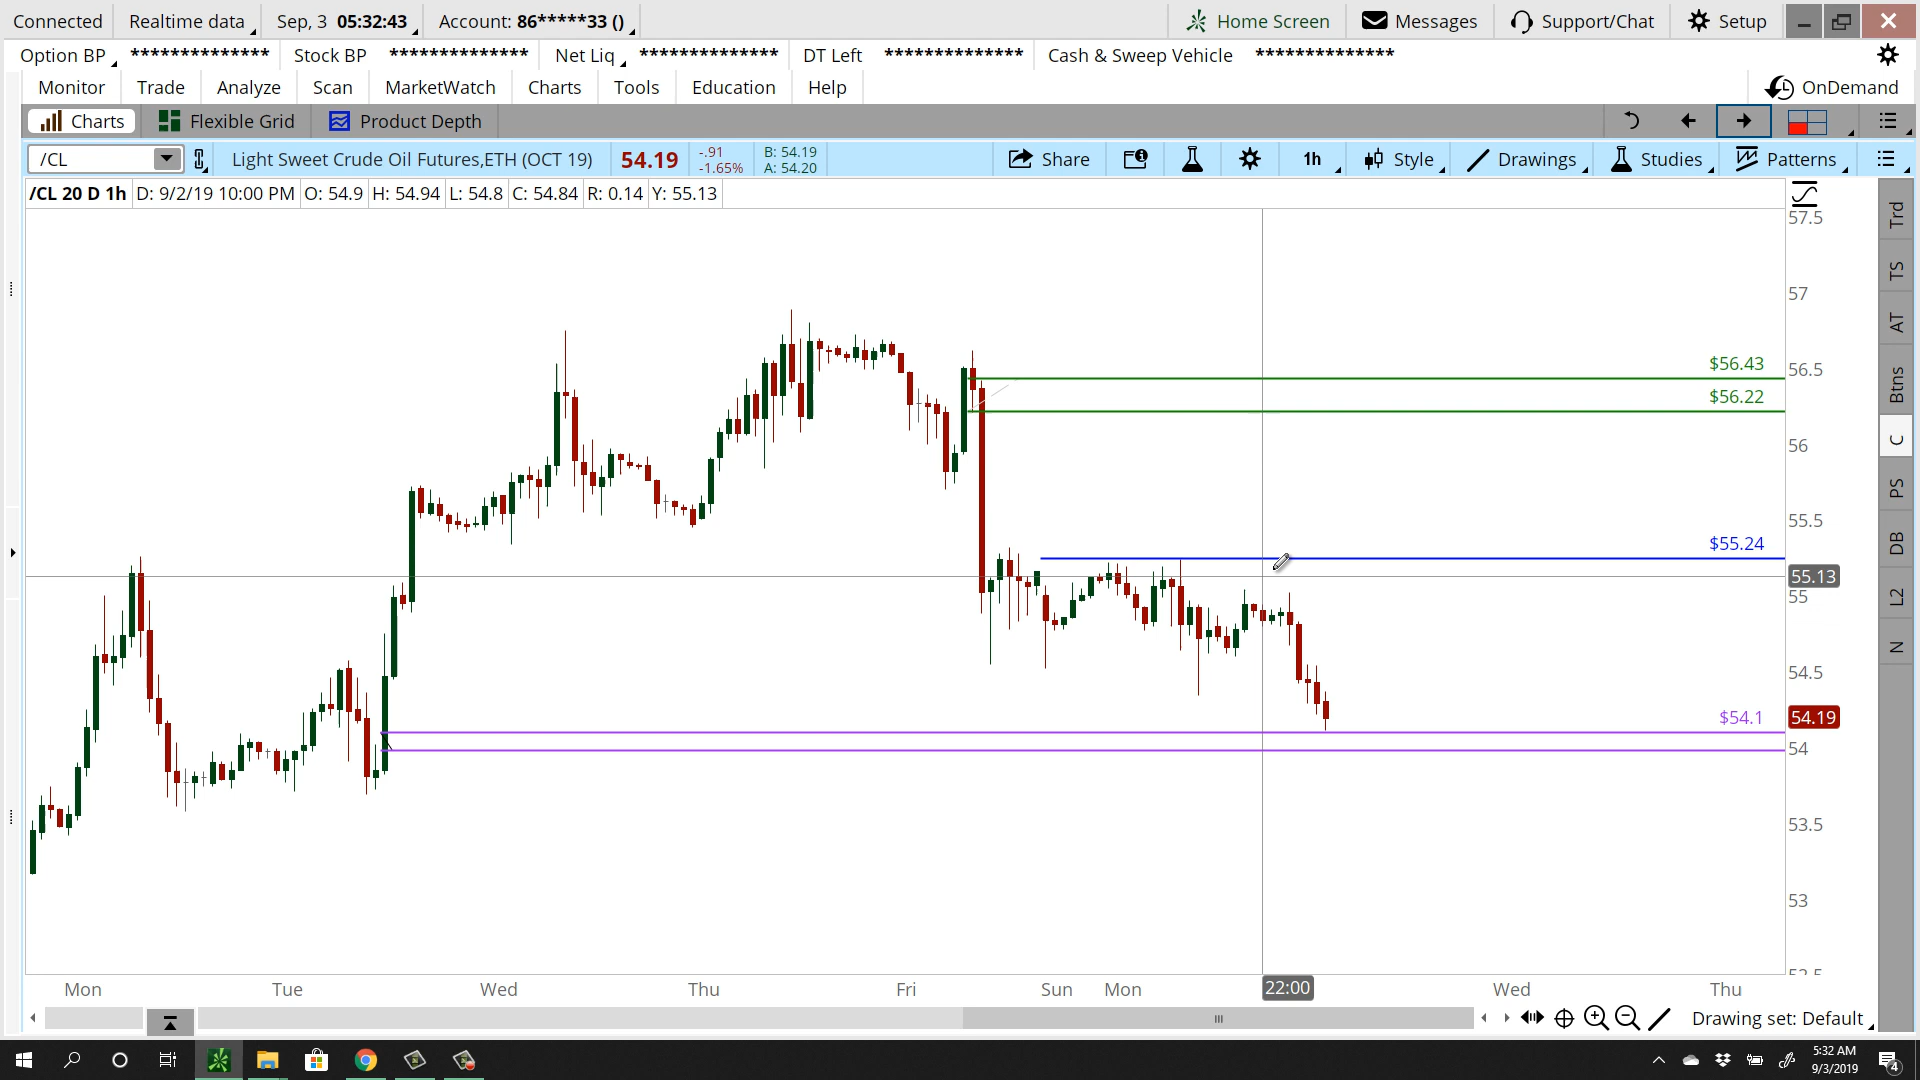 Connected Realtime data Sep, 3 05:32:43 Account: 86*****33 () Home Screen Messages Support/Chat Setup
Option BP ************** Stock BP ************** Net Liq ************** DT Left ************** Cash & Sweep Vehicle **************
Monitor Trade Analyze Scan MarketWatch Charts Tools Education Help OnDemand
Charts Flexible Grid Product Depth
/CL Light Sweet Crude Oil Futures,ETH (OCT 19) 54.19 -.91 -1.65% B: 54.19 A: 54.20 Share 1h Style Drawings Studies Patterns
/CL 20 D 1h D: 9/2/19 10:00 PM O: 54.9 H: 54.94 L: 54.8 C: 54.84 R: 0.14 Y: 55.13
57.5
57
$56.43
56.5
$56.22
56
55.5
$55.24
55.13
55
54.5
$54.1 54.19
54
53.5
53
Trd
TS
AT
Btns
C
PS
DB
L2
N
Mon Tue Wed Thu Fri Sun Mon 22:00 Wed Thu
Drawing set: Default
5:32 AM
9/3/2019
4